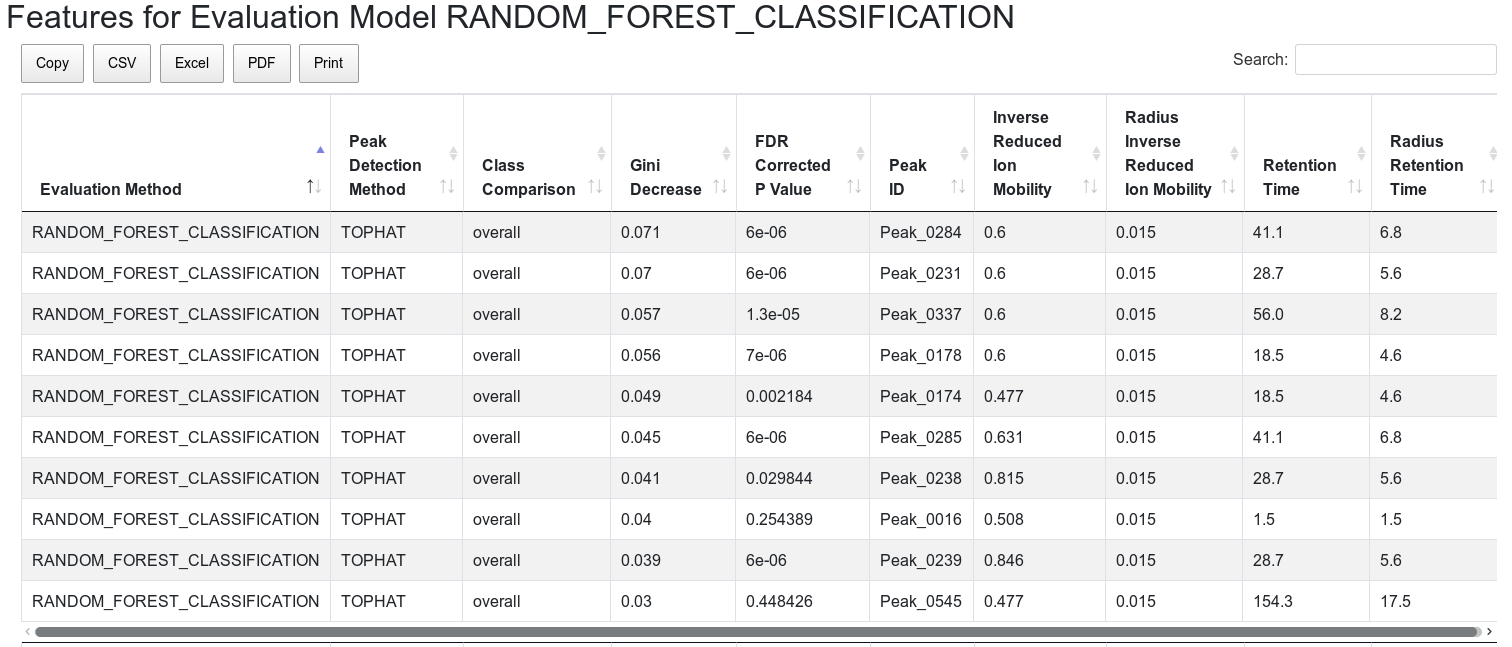 Features for Evaluation Model RANDOM_FOREST_CLASSIFICATION
Copy CSV Excel PDF Print Search:
Evaluation Method
Peak
Detection
Method
Class
Comparison
Gini
Decrease
FDR
Corrected
P Value
Peak
ID
Inverse
Reduced
Ion
Mobility
Radius
Inverse
Reduced
Ion Mobility
Retention
Time
Radius
Retention
Time
RANDOM_FOREST_CLASSIFICATION TOPHAT overall 0.071 6e-06 Peak_0284 0.6 0.015 41.1 6.8
RANDOM_FOREST_CLASSIFICATION TOPHAT overall 0.07 6e-06 Peak_0231 0.6 0.015 28.7 5.6
RANDOM_FOREST_CLASSIFICATION TOPHAT overall 0.057 1.3e-05 Peak_0337 0.6 0.015 56.0 8.2
RANDOM_FOREST_CLASSIFICATION TOPHAT overall 0.056 7e-06 Peak_0178 0.6 0.015 18.5 4.6
RANDOM_FOREST_CLASSIFICATION TOPHAT overall 0.049 0.002184 Peak_0174 0.477 0.015 18.5 4.6
RANDOM_FOREST_CLASSIFICATION TOPHAT overall 0.045 6e-06 Peak_0285 0.631 0.015 41.1 6.8
RANDOM_FOREST_CLASSIFICATION TOPHAT overall 0.041 0.029844 Peak_0238 0.815 0.015 28.7 5.6
RANDOM_FOREST_CLASSIFICATION TOPHAT overall 0.04 0.254389 Peak_0016 0.508 0.015 1.5 1.5
RANDOM_FOREST_CLASSIFICATION TOPHAT overall 0.039 6e-06 Peak_0239 0.846 0.015 28.7 5.6
RANDOM_FOREST_CLASSIFICATION TOPHAT overall 0.03 0.448426 Peak_0545 0.477 0.015 154.3 17.5